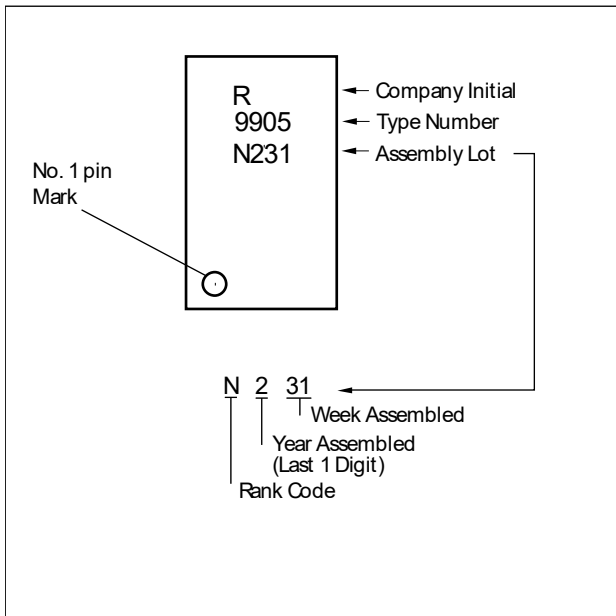 R
9905
N231
Company Initial
Type Number
Assembly Lot
No. 1 pin
Mark
N 2 31
Week Assembled
Year Assembled
(Last 1 Digit)
Rank Code